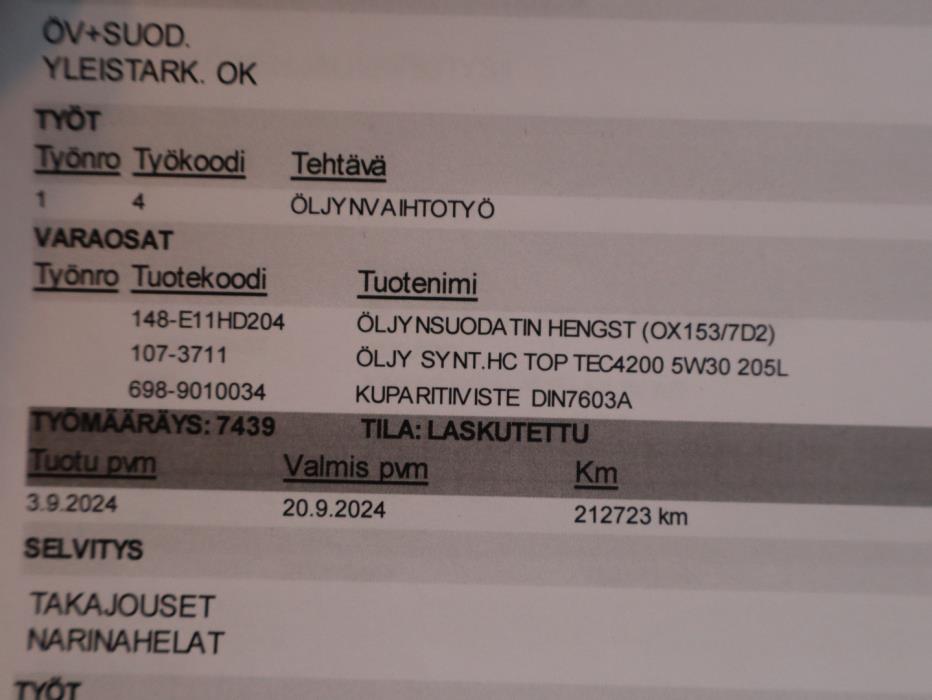 ÖV+SUOD.
YLEISTARK. OK
TYÖT
Työnro Työkoodi Tehtävä
1 4 ÖLJYNVAIHTOTYÖ
VARAOSAT
Työnro Tuotekoodi Tuotenimi
148-E11HD204 ÖLJYNSUODATIN HENGST (OX153/7D2)
107-3711 ÖLJY SYNT.HC TOP TEC4200 5W30 205L
698-9010034 KUPARITIIVISTE DIN7603A
TYÖMÄÄRÄYS: 7439 TILA: LASKUTETTU
Tuotu pvm Valmis pvm Km
3.9.2024 20.9.2024 212723 km
SELVITYS
TAKAJOUSET
NARINAHELAT
TYÖT